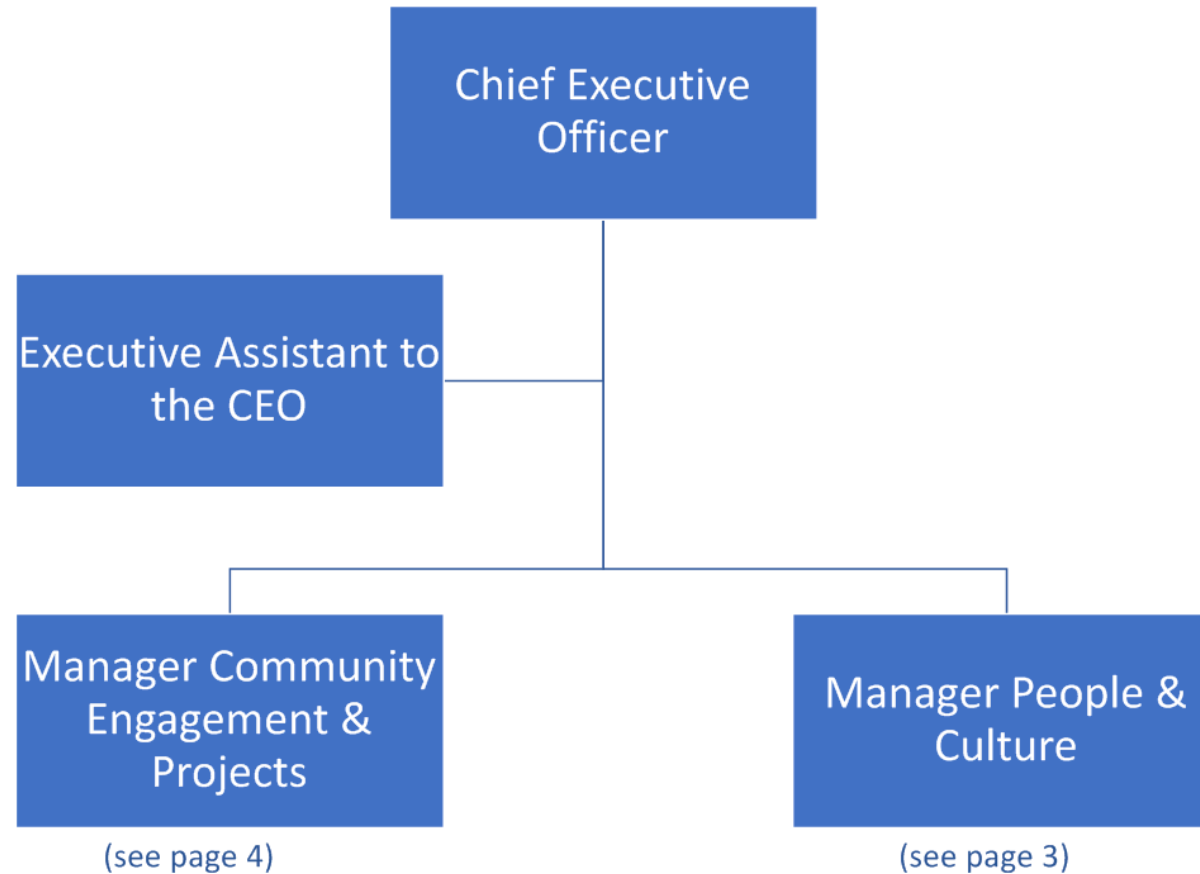 Chief Executive
Officer
Executive Assistant to
the CEO
Manager Community
Engagement &
Projects
(see page 4)
Manager People &
Culture
(see page 3)